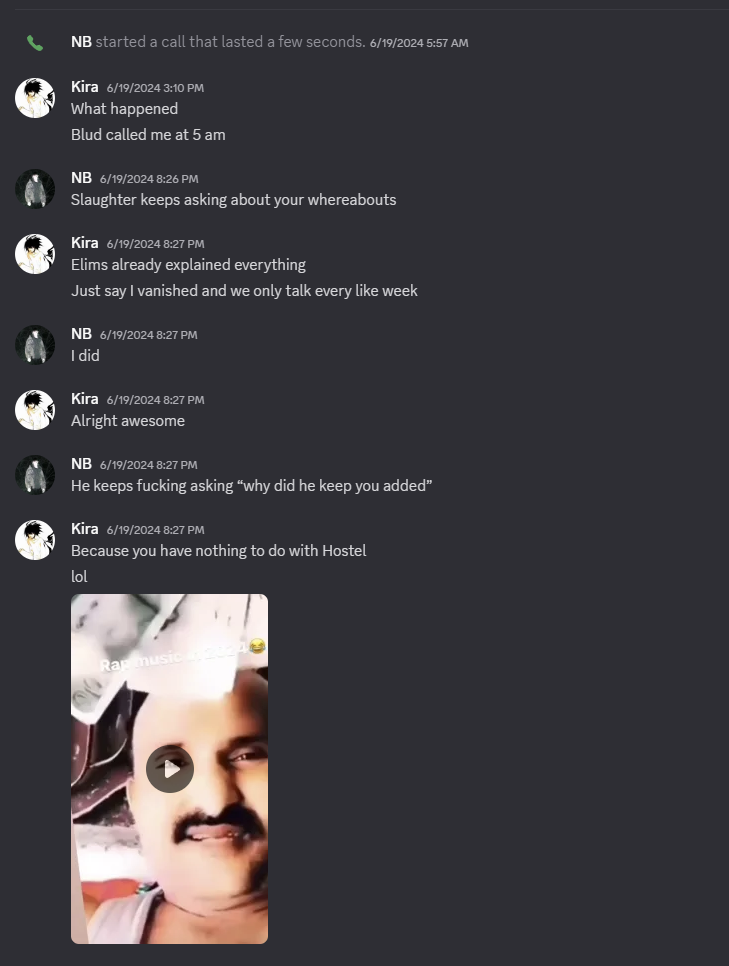 NB started a call that lasted a few seconds. 6/19/2024 5:57 AM
Kira 6/19/2024 3:10 PM
What happened
Blud called me at 5 am
NB 6/19/2024 8:26 PM
Slaughter keeps asking about your whereabouts
Kira 6/19/2024 8:27 PM
Elims already explained everything
Just say I vanished and we only talk every like week
NB 6/19/2024 8:27 PM
I did
Kira 6/19/2024 8:27 PM
Alright awesome
NB 6/19/2024 8:27 PM
He keeps fucking asking “why did he keep you added”
Kira 6/19/2024 8:27 PM
Because you have nothing to do with Hostel
lol
Rap music in 2024😂